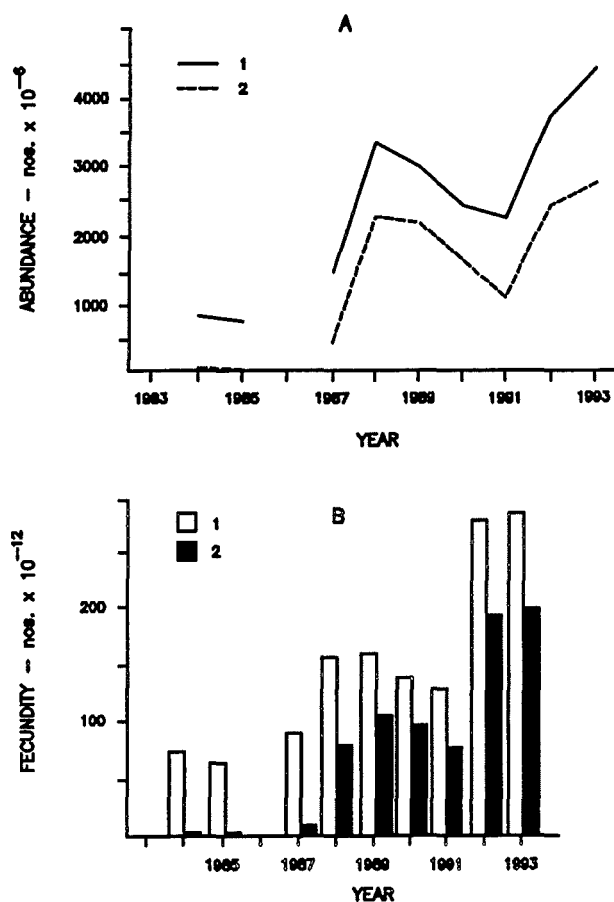 A
1
2
ABUNDANCE – nos. x 10⁻⁶
4000
3000
2000
1000
1983 1985 1987 1989 1991 1993
YEAR
B
1
2
FECUNDITY – nos. x 10⁻¹²
200
100
1985 1987 1989 1991 1993
YEAR